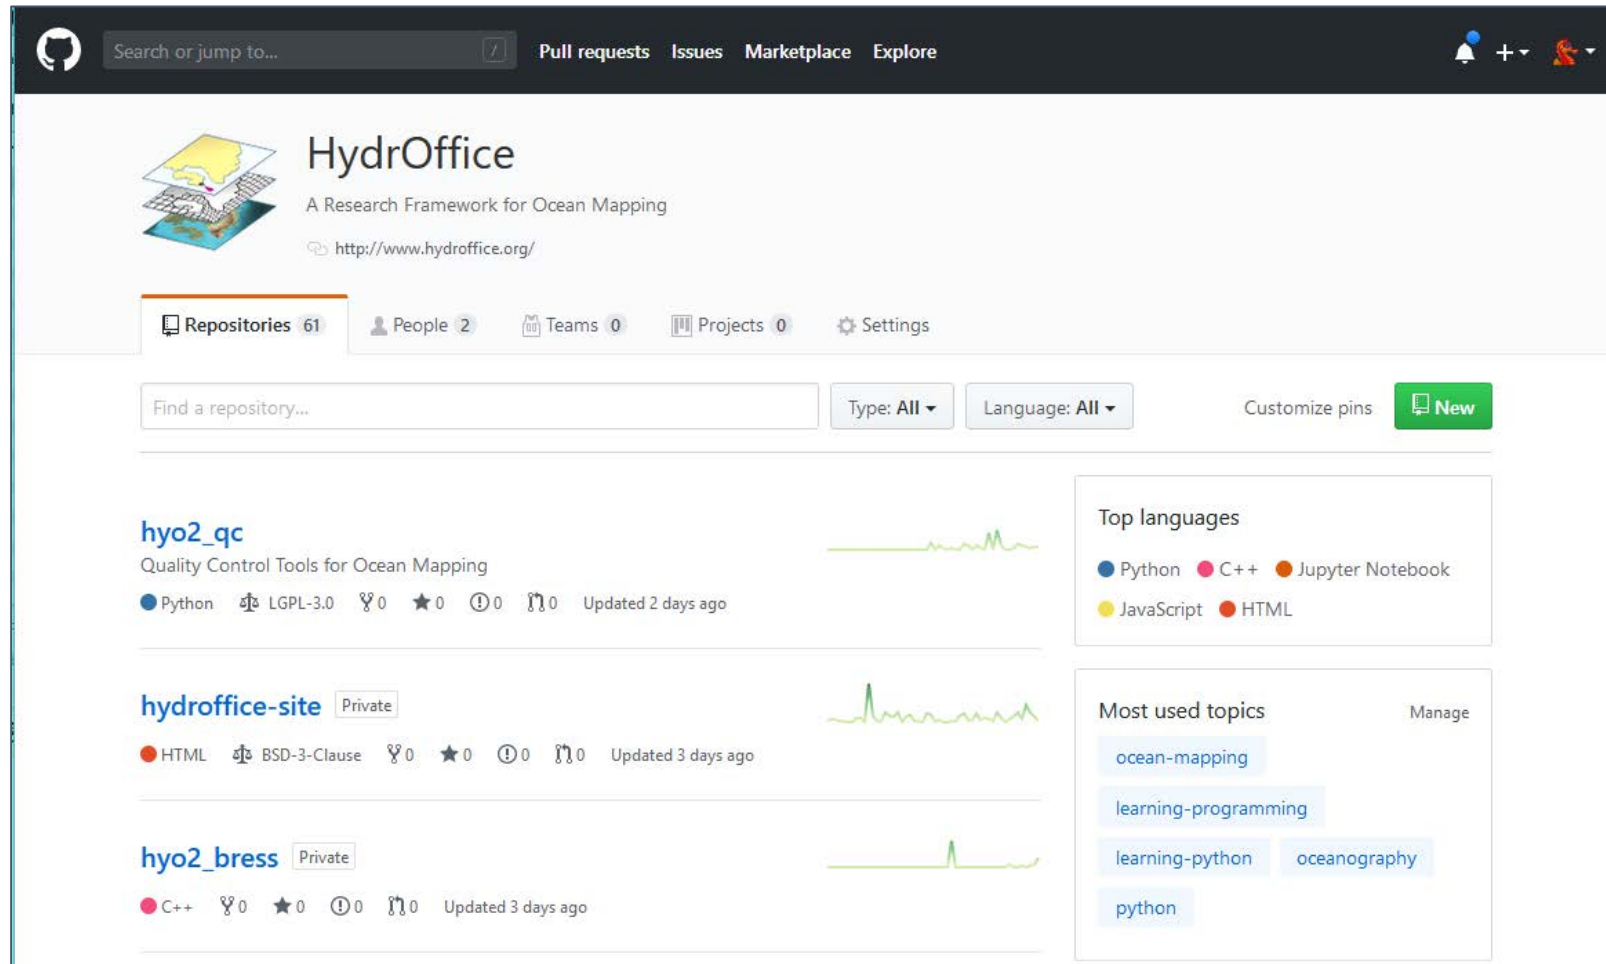 Search or jump to... /
Pull requests Issues Marketplace Explore
HydrOffice
A Research Framework for Ocean Mapping
http://www.hydroffice.org/
Repositories 61 People 2 Teams 0 Projects 0 Settings
Find a repository... Type: All Language: All Customize pins New
hyo2_qc
Quality Control Tools for Ocean Mapping
Python LGPL-3.0 0 0 0 0 Updated 2 days ago
hydroffice-site Private
HTML BSD-3-Clause 0 0 0 0 Updated 3 days ago
hyo2_bress Private
C++ 0 0 0 0 Updated 3 days ago
Top languages
Python C++ Jupyter Notebook
JavaScript HTML
Most used topics Manage
ocean-mapping
learning-programming
learning-python oceanography
python